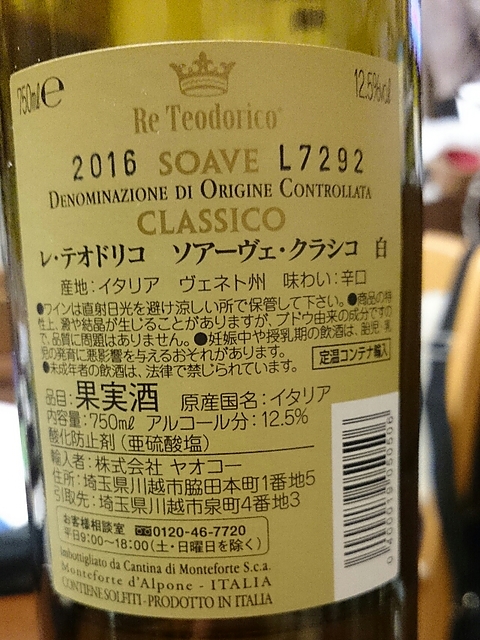 750ml e
12.5%vol
Re Teodorico
2016 SOAVE L7292
DENOMINAZIONE DI ORIGINE CONTROLLATA
CLASSICO
レ・テオドリコ ソアーヴェ・クラシコ 白
産地:イタリア ヴェネト州 味わい:辛口
●ワインは直射日光を避け涼しい所で保管して下さい。●商品の特
性上、澱や結晶が生じることがありますが、ブドウ由来の成分ですの
で、品質に問題はありません。●妊娠中や授乳期の飲酒は、胎児・乳
児の発育に悪影響を与えるおそれがあります。
●未成年者の飲酒は、法律で禁じられています。
定温コンテナ輸入
品目:果実酒 原産国名:イタリア
内容量:750ml アルコール分:12.5%
酸化防止剤(亜硫酸塩)
輸入者:株式会社 ヤオコー
住所:埼玉県川越市脇田本町1番地5
引取先:埼玉県川越市泉町4番地3
お客様相談室 0120-46-7720
平日9:00~18:00(土・日曜日を除く)
Imbottigliato da Cantina di Monteforte S.c.a.
Monteforte d'Alpone - ITALIA
CONTIENE SOLFITI - PRODOTTO IN ITALIA